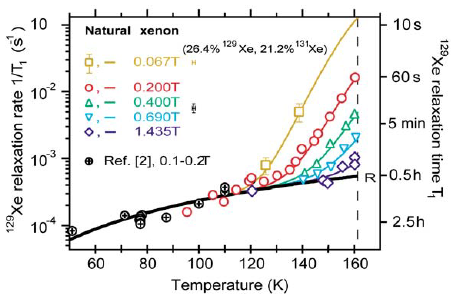 Natural xenon
(26.4% ¹²⁹Xe, 21.2% ¹³¹Xe)
0.067T
0.200T
0.400T
0.690T
1.435T
Ref. [2], 0.1-0.2T
R
¹²⁹Xe relaxation rate 1/T₁ (s⁻¹)
10
10⁻²
10⁻³
10⁻⁴
10s
60s
5 min
0.5h
2.5h
¹²⁹Xe relaxation time T₁
60
80
100
120
140
160
Temperature (K)